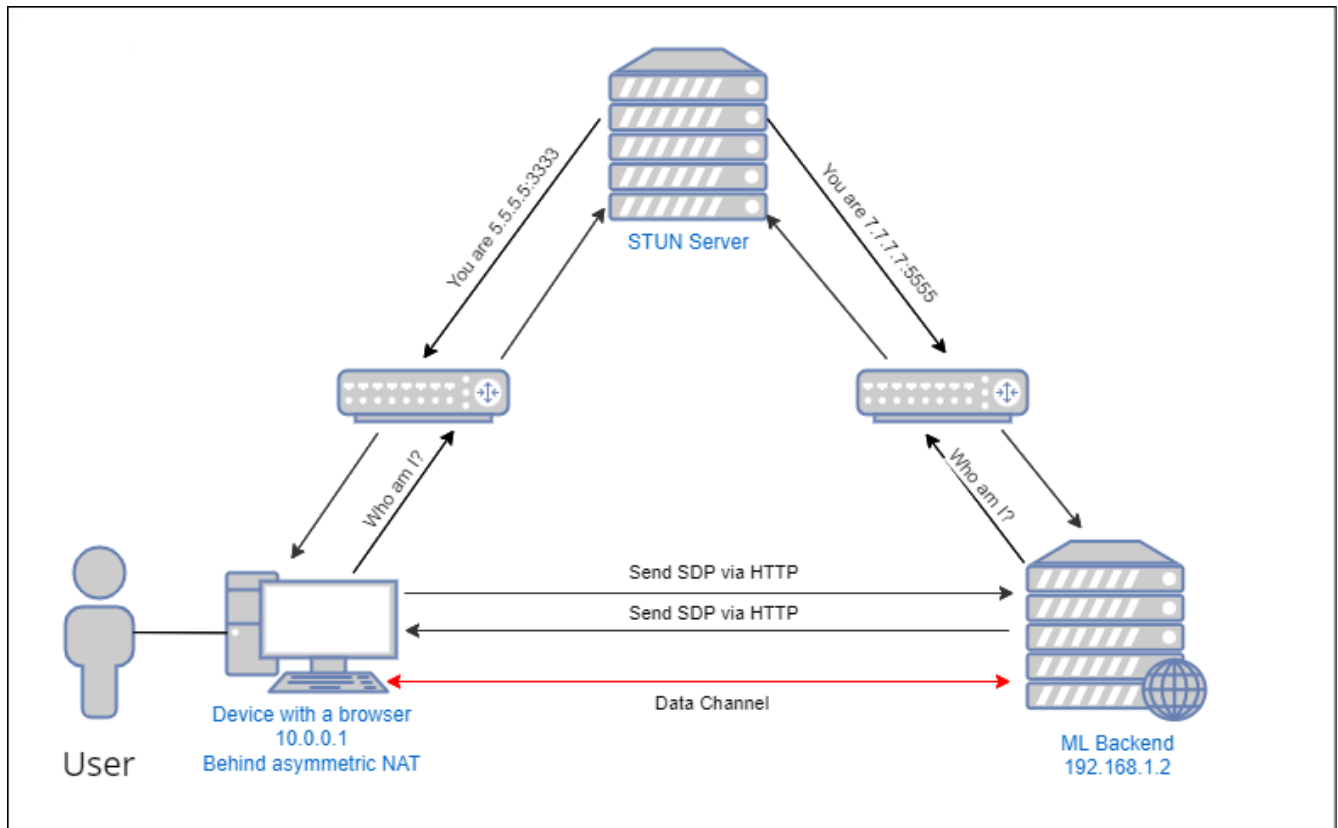 You are 5.5.5.5:3333
You are 7.7.7.7:5555
STUN Server
Who am I?
Who am I?
Send SDP via HTTP
Send SDP via HTTP
Data Channel
Device with a browser
10.0.0.1
Behind asymmetric NAT
User
ML Backend
192.168.1.2